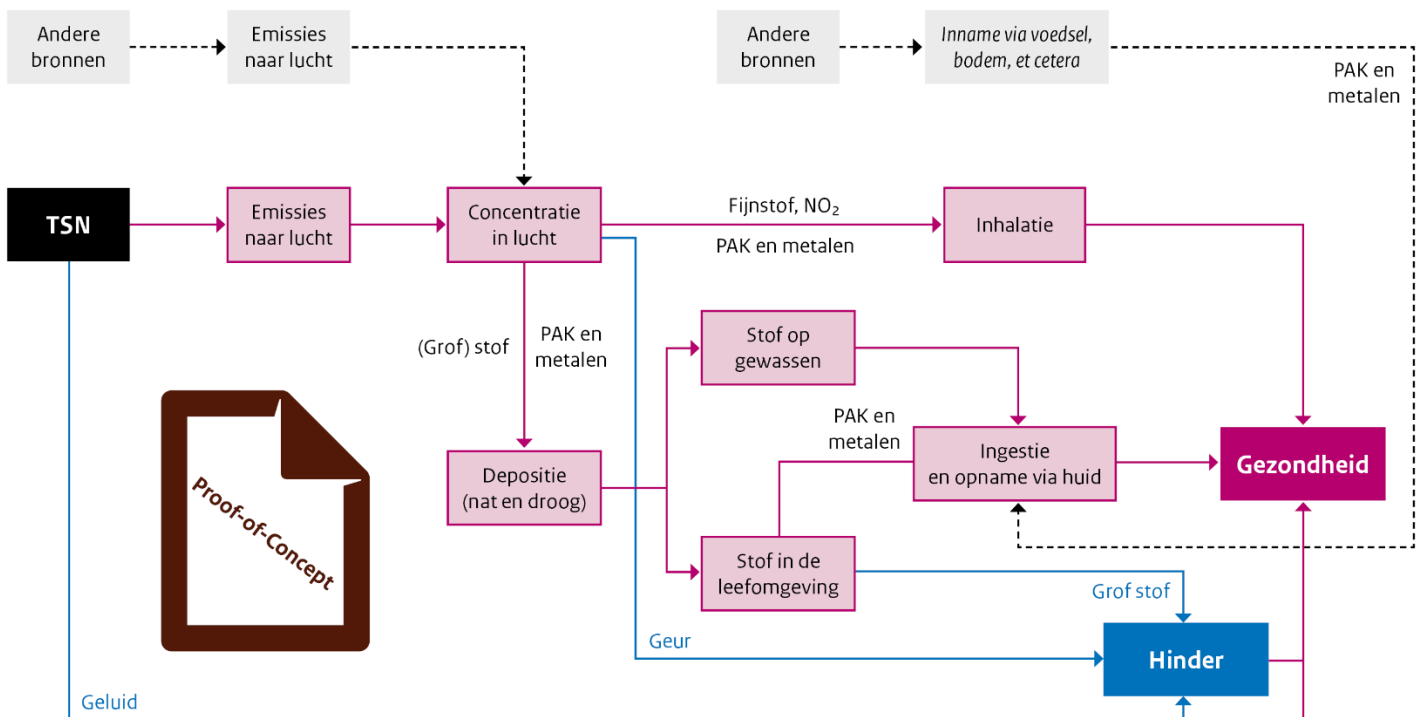 Andere
bronnen
Emissies
naar lucht
Andere
bronnen
Inname via voedsel,
bodem, et cetera
PAK en
metalen
TSN
Emissies
naar lucht
Concentratie
in lucht
Fijnstof, NO₂
PAK en metalen
Inhalatie
(Grof) stof
PAK en
metalen
Stof op
gewassen
PAK en
metalen
Ingestie
en opname via huid
Gezondheid
Depositie
(nat en droog)
Proof-of-Concept
Stof in de
leefomgeving
Grof stof
Geur
Hinder
Geluid